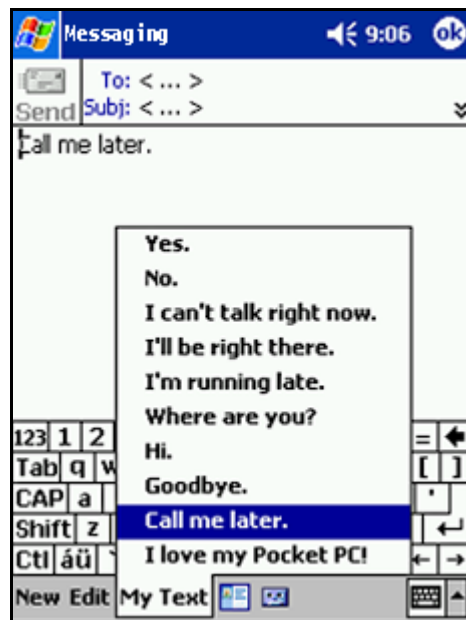 Messaging 9:06 ok
To: < ... >
Send Subj: < ... >
Call me later.
Yes.
No.
I can't talk right now.
I'll be right there.
I'm running late.
Where are you?
Hi.
Goodbye.
Call me later.
I love my Pocket PC!
123 1 2 =
Tab q w [ ]
CAP a '
Shift z
Ctl áü `
New Edit My Text